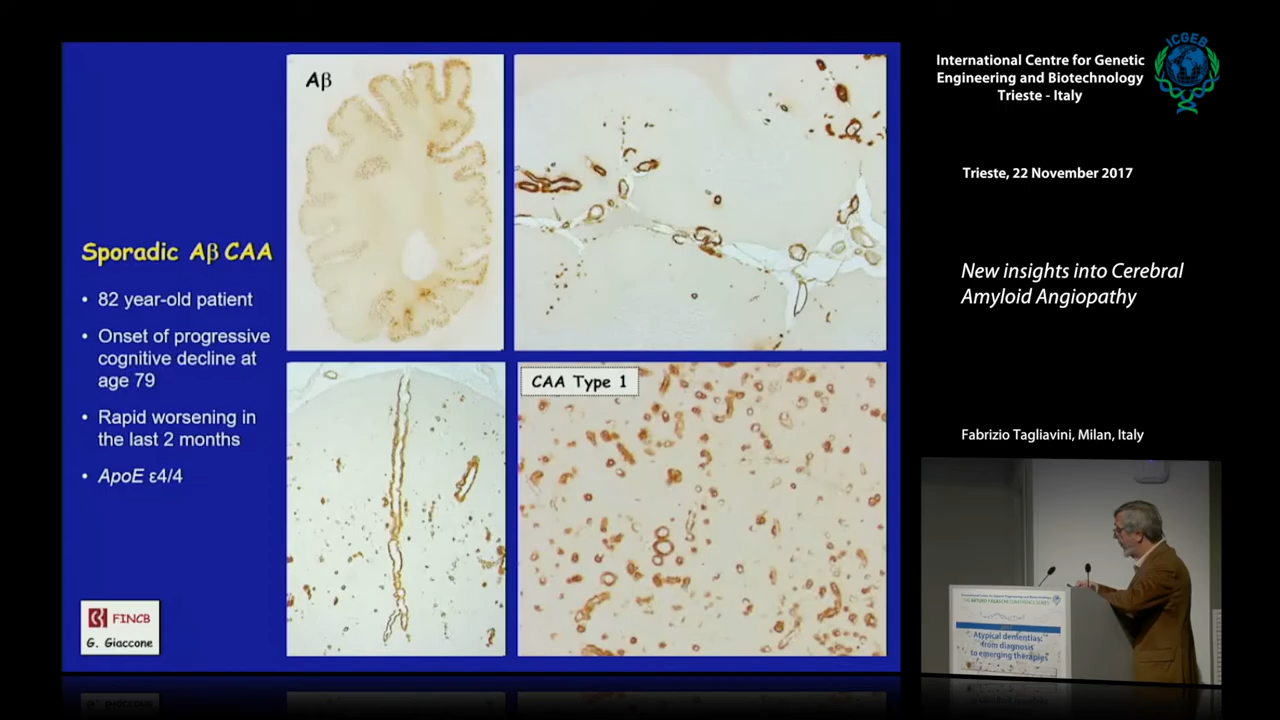 Aβ
Sporadic Aβ CAA
• 82 year-old patient
• Onset of progressive
cognitive decline at
age 79
• Rapid worsening in
the last 2 months
• ApoE ε4/4
FINCB
G. Giaccone
CAA Type 1
International Centre for Genetic
Engineering and Biotechnology
Trieste - Italy
ICGEB
Trieste, 22 November 2017
New insights into Cerebral
Amyloid Angiopathy
Fabrizio Tagliavini, Milan, Italy
Atypical dementias:
from diagnosis
to emerging therapies